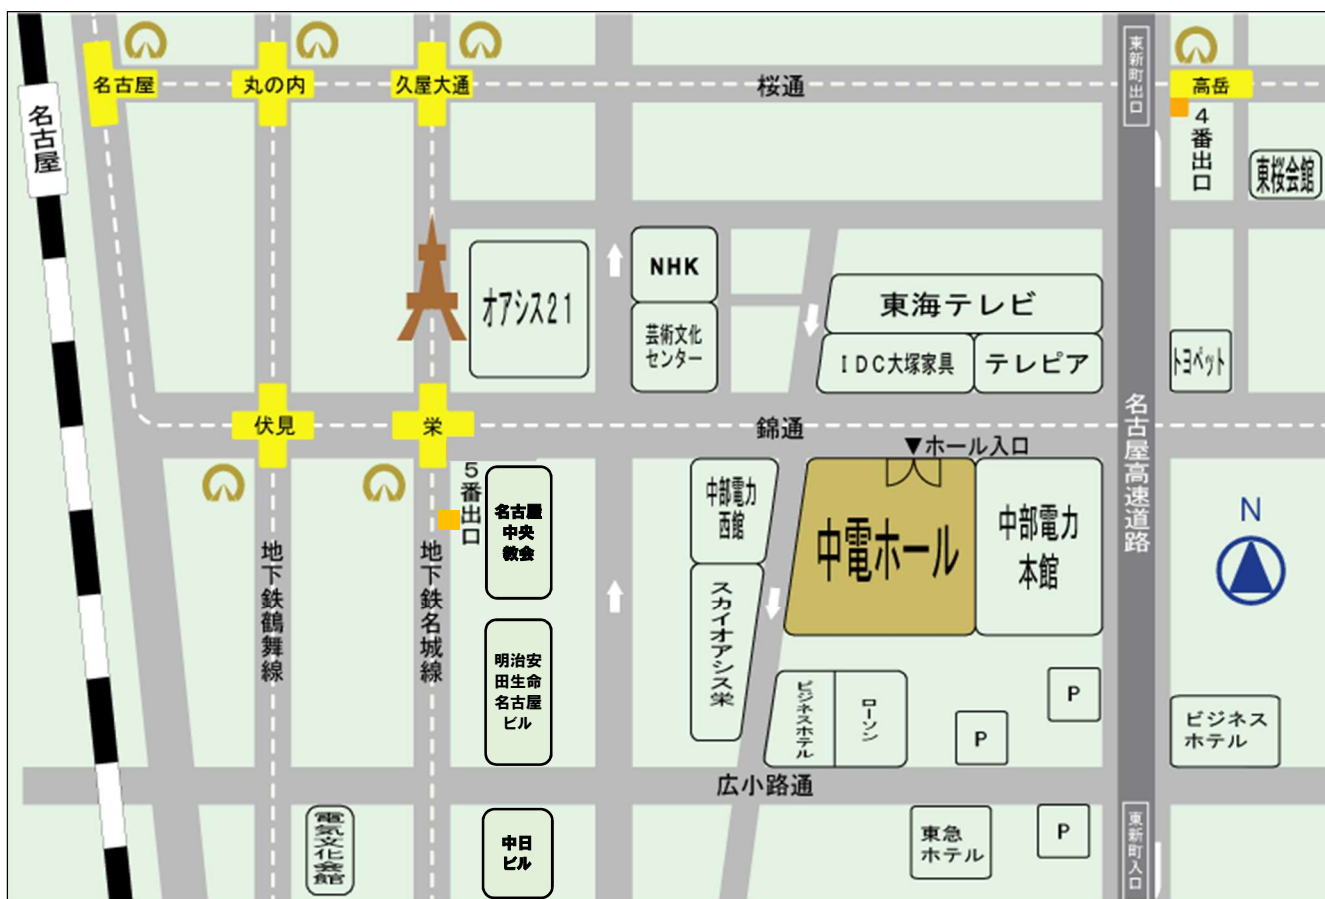 名古屋
丸の内
久屋大通
桜通
東新町出口
高岳
4番出口
東桜会館
名古屋
オアシス21
NHK
芸術文化
センター
東海テレビ
IDC大塚家具
テレピア
トヨペット
伏見
栄
錦通
▼ホール入口
名古屋高速道路
5番出口
名古屋
中央
教会
中部電力
西館
中電ホール
中部電力
本館
N
地下鉄鶴舞線
地下鉄名城線
スカイオアシス栄
明治安
田生命
名古屋
ビル
ビジネスホテル
ローソン
P
P
ビジネス
ホテル
広小路通
電気文化会館
中日
ビル
東急
ホテル
P
東新町入口